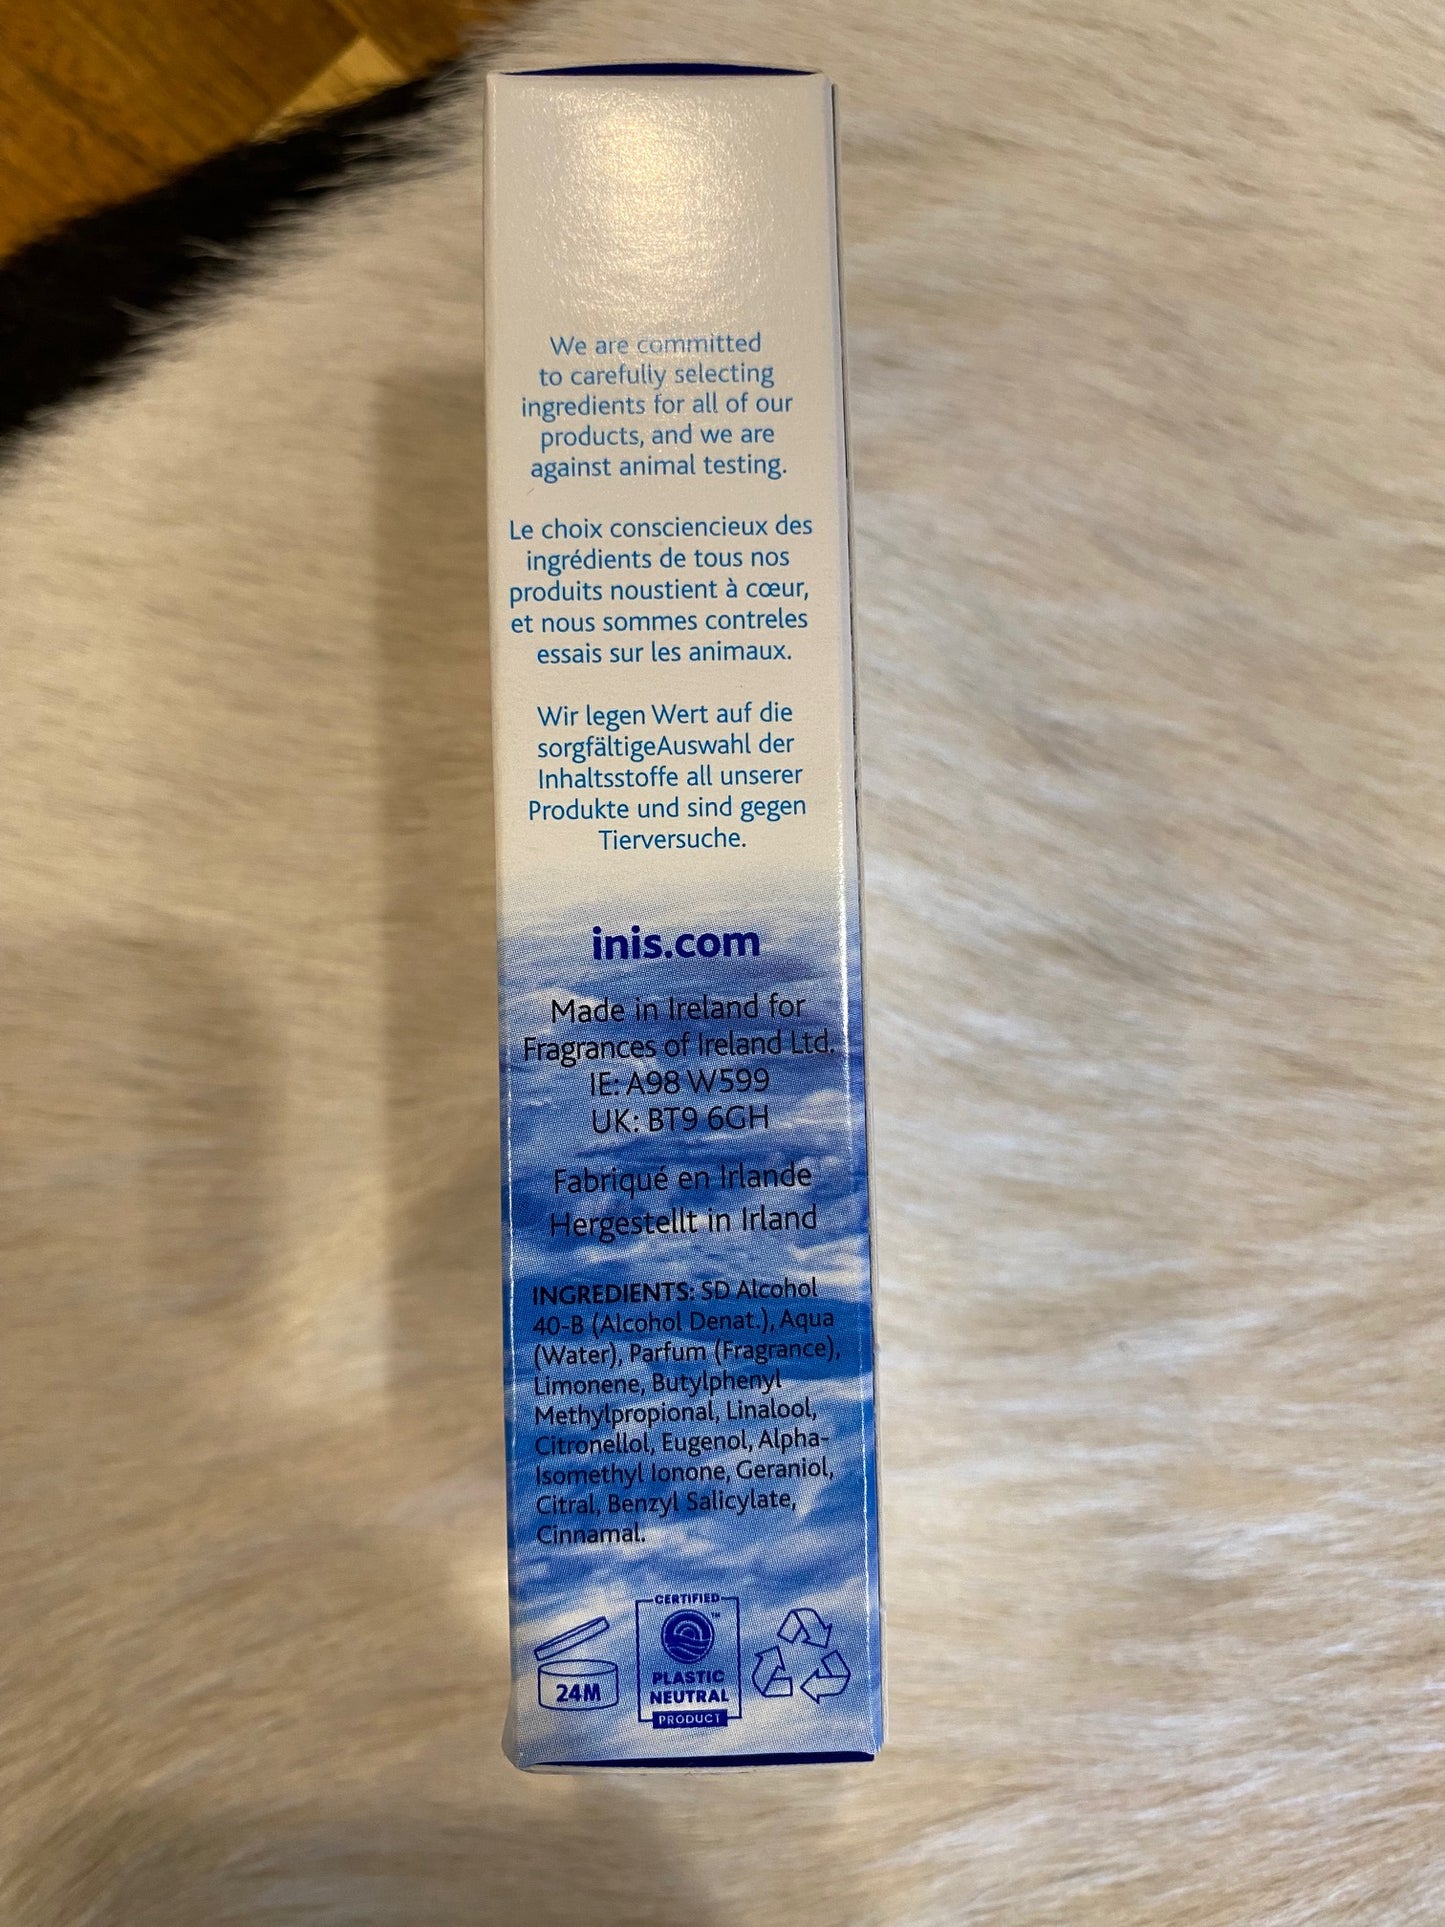 We are committed
to carefully selecting
ingredients for all of our
products, and we are
against animal testing.
Le choix consciencieux des
ingrédients de tous nos
produits noustient à cœur,
et nous sommes contreles
essais sur les animaux.
Wir legen Wert auf die
sorgfältigeAuswahl der
Inhaltsstoffe all unserer
Produkte und sind gegen
Tierversuche.
inis.com
Made in Ireland for
Fragrances of Ireland Ltd.
IE: A98 W599
UK: BT9 6GH
Fabriqué en Irlande
Hergestellt in Irland
INGREDIENTS: SD Alcohol
40-B (Alcohol Denat.), Aqua
(Water), Parfum (Fragrance),
Limonene, Butylphenyl
Methylpropional, Linalool,
Citronellol, Eugenol, Alpha-
Isomethyl Ionone, Geraniol,
Citral, Benzyl Salicylate,
Cinnamal.
24M
CERTIFIED
™
PLASTIC
NEUTRAL
PRODUCT